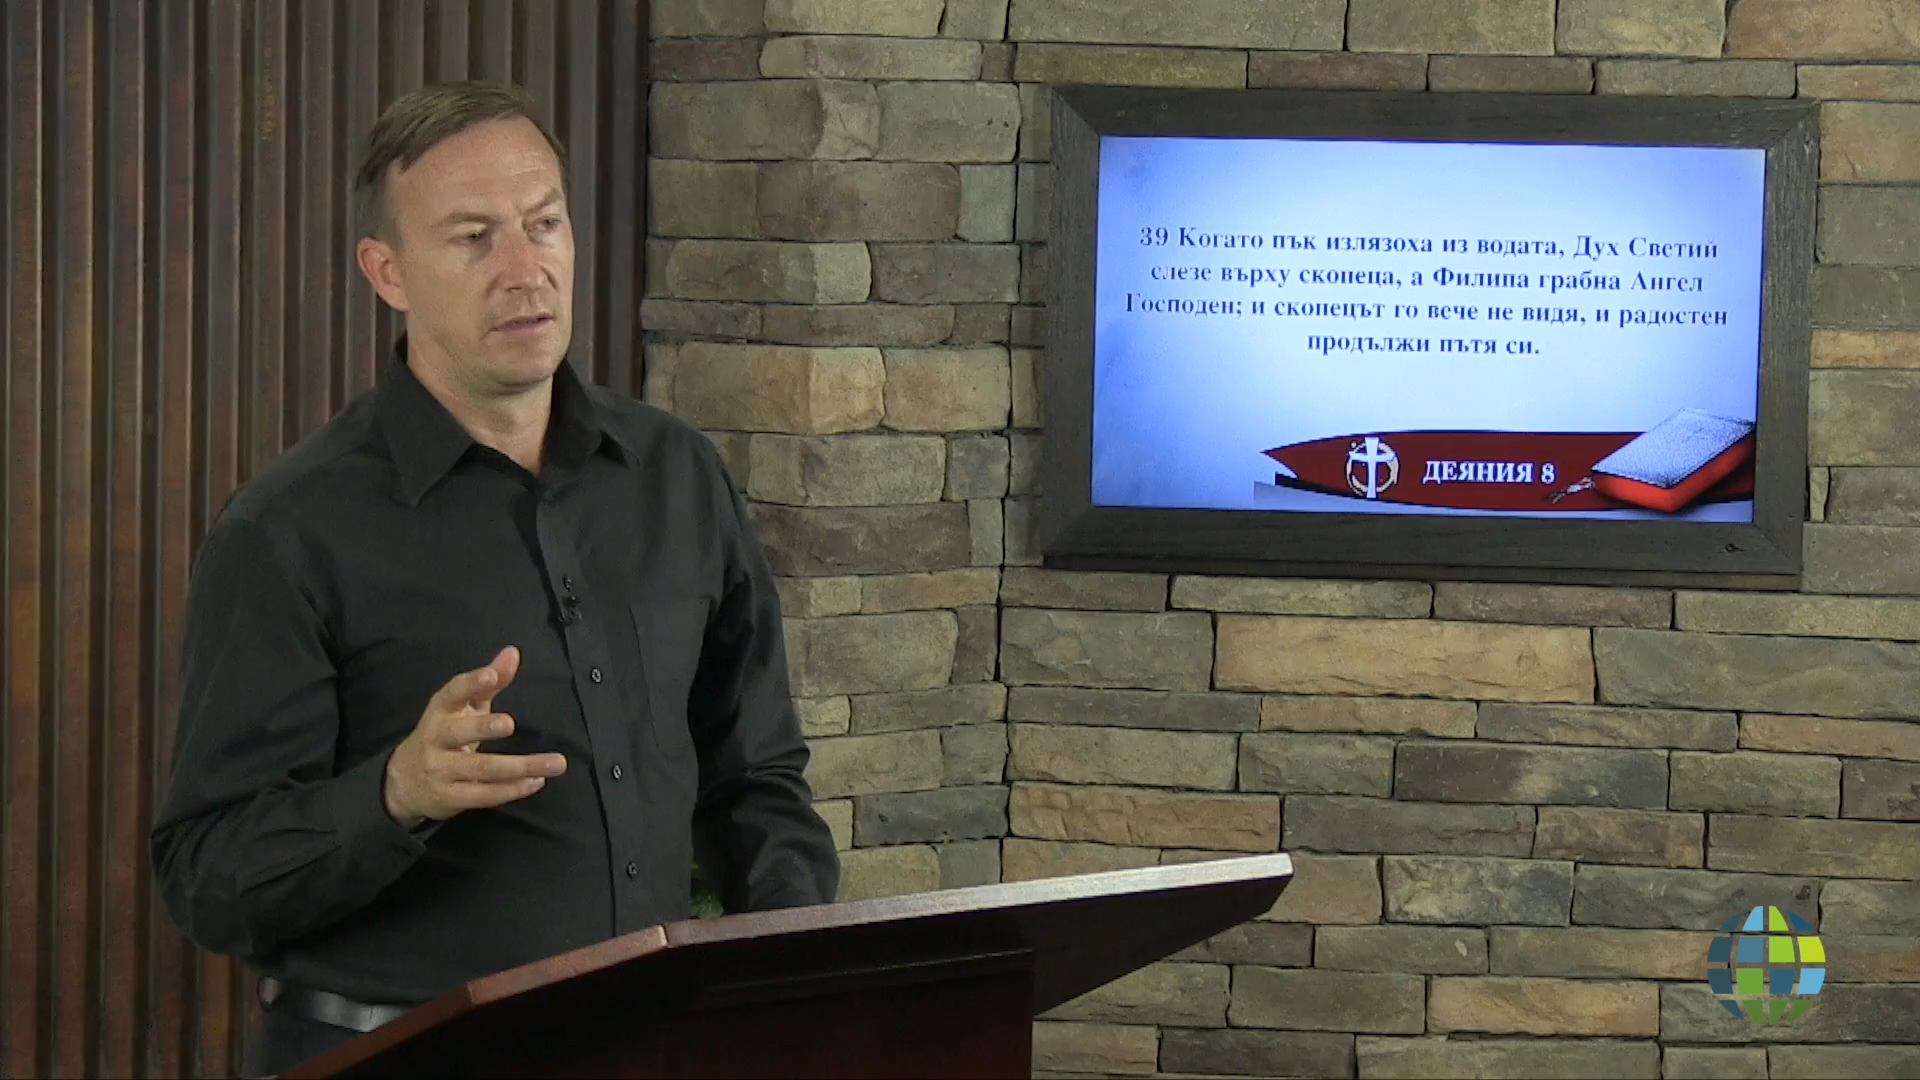 39 Когато пък излязоха из водата, Дух Светий
слезе върху скопеца, а Филипа грабна Ангел
Господен; и скопецът го вече не видя, и радостен
продължи пътя си.
ДЕЯНИЯ 8